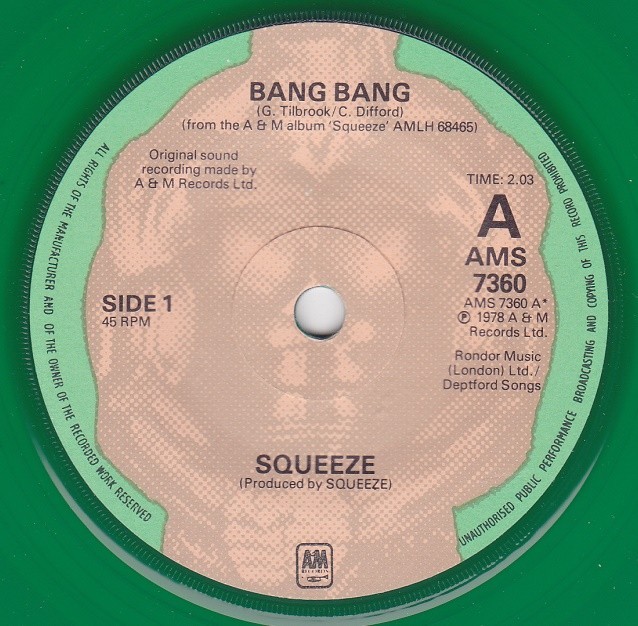 BANG BANG
(G. Tilbrook/C. Difford)
(from the A & M album 'Squeeze' AMLH 68465)
Original sound
recording made by
A & M Records Ltd.
TIME: 2.03
A
AMS
7360
AMS 7360 A*
℗ 1978 A & M
Records Ltd.
Rondor Music
(London) Ltd./
Deptford Songs
SIDE 1
45 RPM
SQUEEZE
(Produced by SQUEEZE)
A&M
RECORDS
ALL RIGHTS OF THE MANUFACTURER AND OF THE OWNER OF THE RECORDED WORK RESERVED
UNAUTHORISED PUBLIC PERFORMANCE BROADCASTING AND COPYING OF THIS RECORD PROHIBITED